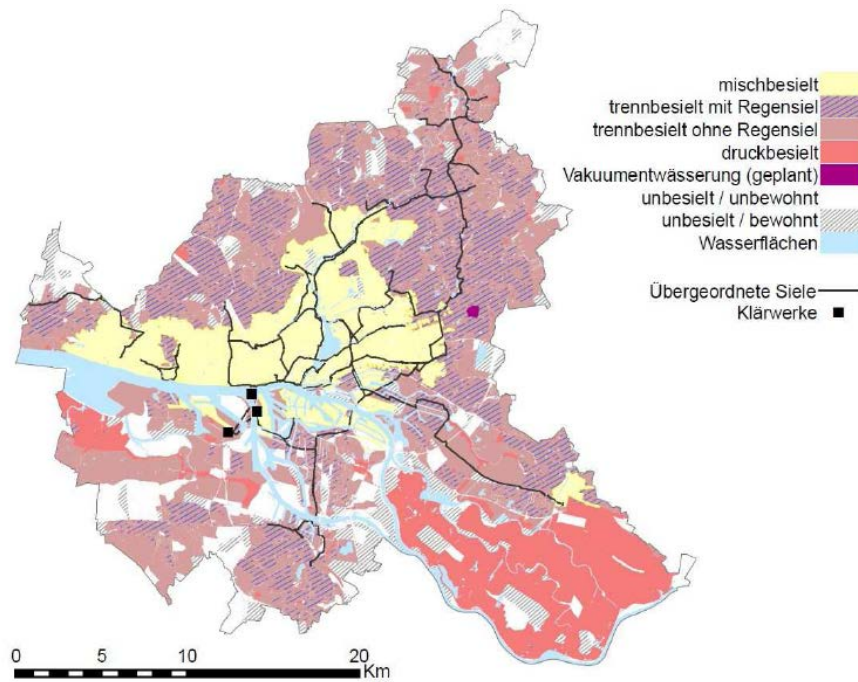 mischbesielt
trennbesielt mit Regensiel
trennbesielt ohne Regensiel
druckbesielt
Vakuumentwässerung (geplant)
unbesielt / unbewohnt
unbesielt / bewohnt
Wasserflächen
Übergeordnete Siele
Klärwerke
0 5 10 20
Km